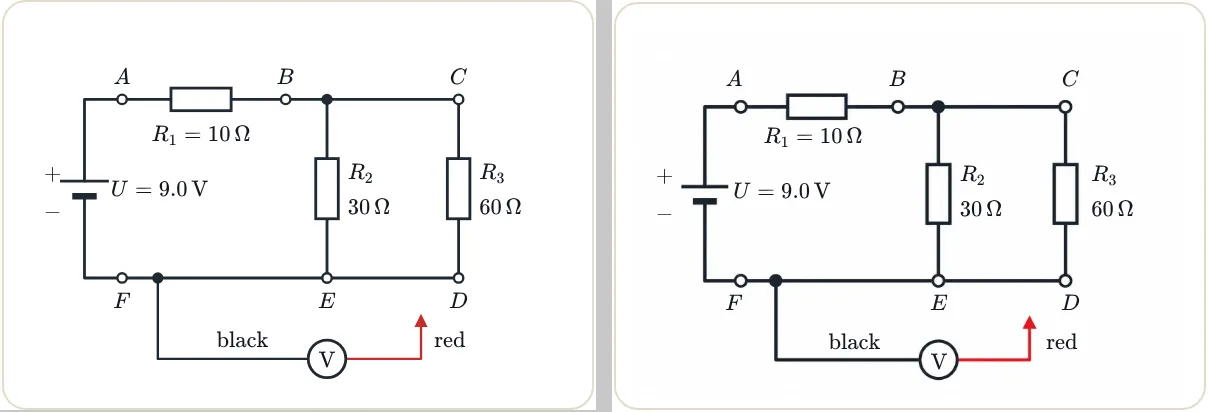 A B C
R₁ = 10 Ω
+
U = 9.0 V
−
R₂
30 Ω
R₃
60 Ω
F E D
black
V
red
A B C
R₁ = 10 Ω
+
U = 9.0 V
−
R₂
30 Ω
R₃
60 Ω
F E D
black
V
red